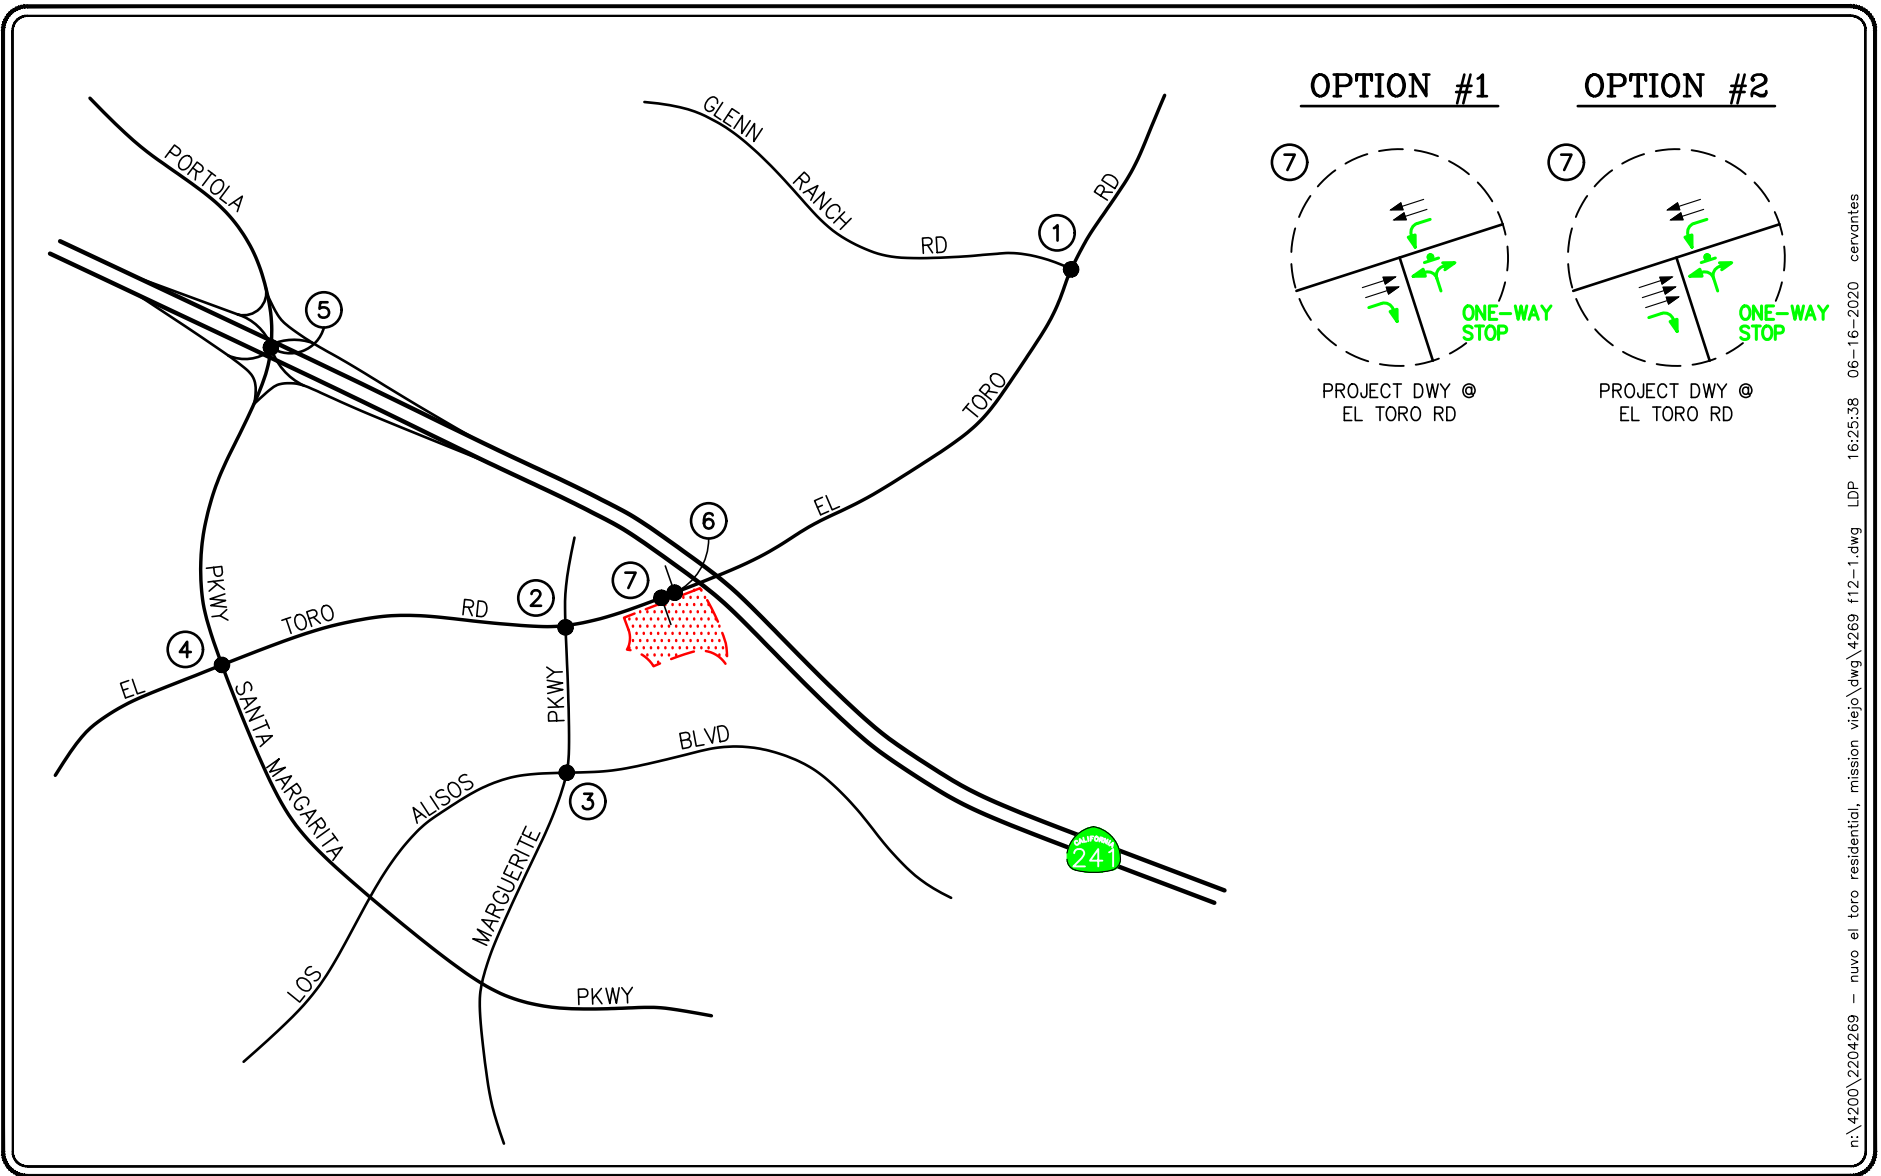 OPTION #1
OPTION #2
7
7
ONE-WAY
STOP
ONE-WAY
STOP
PROJECT DWY @
EL TORO RD
PROJECT DWY @
EL TORO RD
PORTOLA
PKWY
GLENN
RANCH
RD
RD
1
TORO
EL
5
6
7
2
RD
TORO
4
EL
PKWY
SANTA
MARGARITA
PKWY
BLVD
ALISOS
LOS
3
MARGUERITE
CALIFORNIA
241
n:\4200\2204269 - nuvo el toro residential, mission viejo\dwg\4269 f12-1.dwg LDP 16:25:38 06-16-2020 cervantes